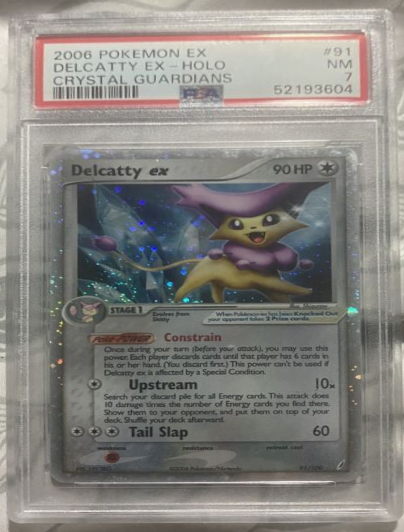 2006 POKEMON EX #91
DELCATTY EX - HOLO NM
CRYSTAL GUARDIANS 7
PSA 52193604
Delcatty ex 90 HP
STAGE 1 Evolves from Skitty
When Pokémon-ex has been Knocked Out,
your opponent takes 2 Prize cards.
POKé-POWER Constrain
Once during your turn (before your attack), you may use this
power. Each player discards cards until that player has 6 cards in
his or her hand. (You discard first.) This power can't be used if
Delcatty ex is affected by a Special Condition.
Upstream 10x
Search your discard pile for all Energy cards. This attack does
10 damage times the number of Energy cards you find there.
Show them to your opponent, and put them on top of your
deck. Shuffle your deck afterward.
Tail Slap 60
weakness resistance retreat cost
©2006 Pokémon/Nintendo